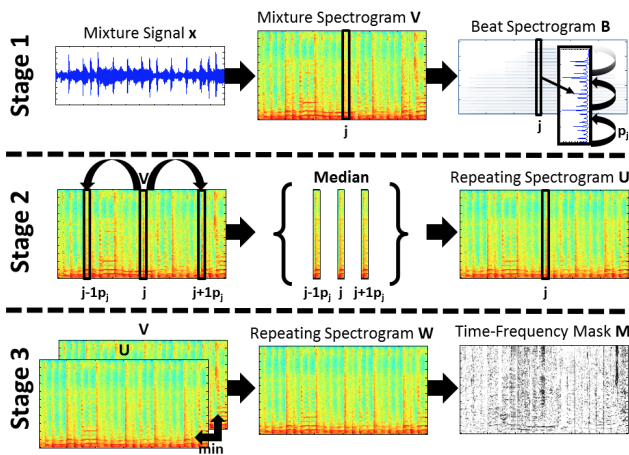 Stage 1
Mixture Signal x
Mixture Spectrogram V
j
Beat Spectrogram B
j
pj
Stage 2
V
j-1pj
j
j+1pj
Median
j-1pj
j
j+1pj
Repeating Spectrogram U
j
Stage 3
V
U
min
Repeating Spectrogram W
Time-Frequency Mask M